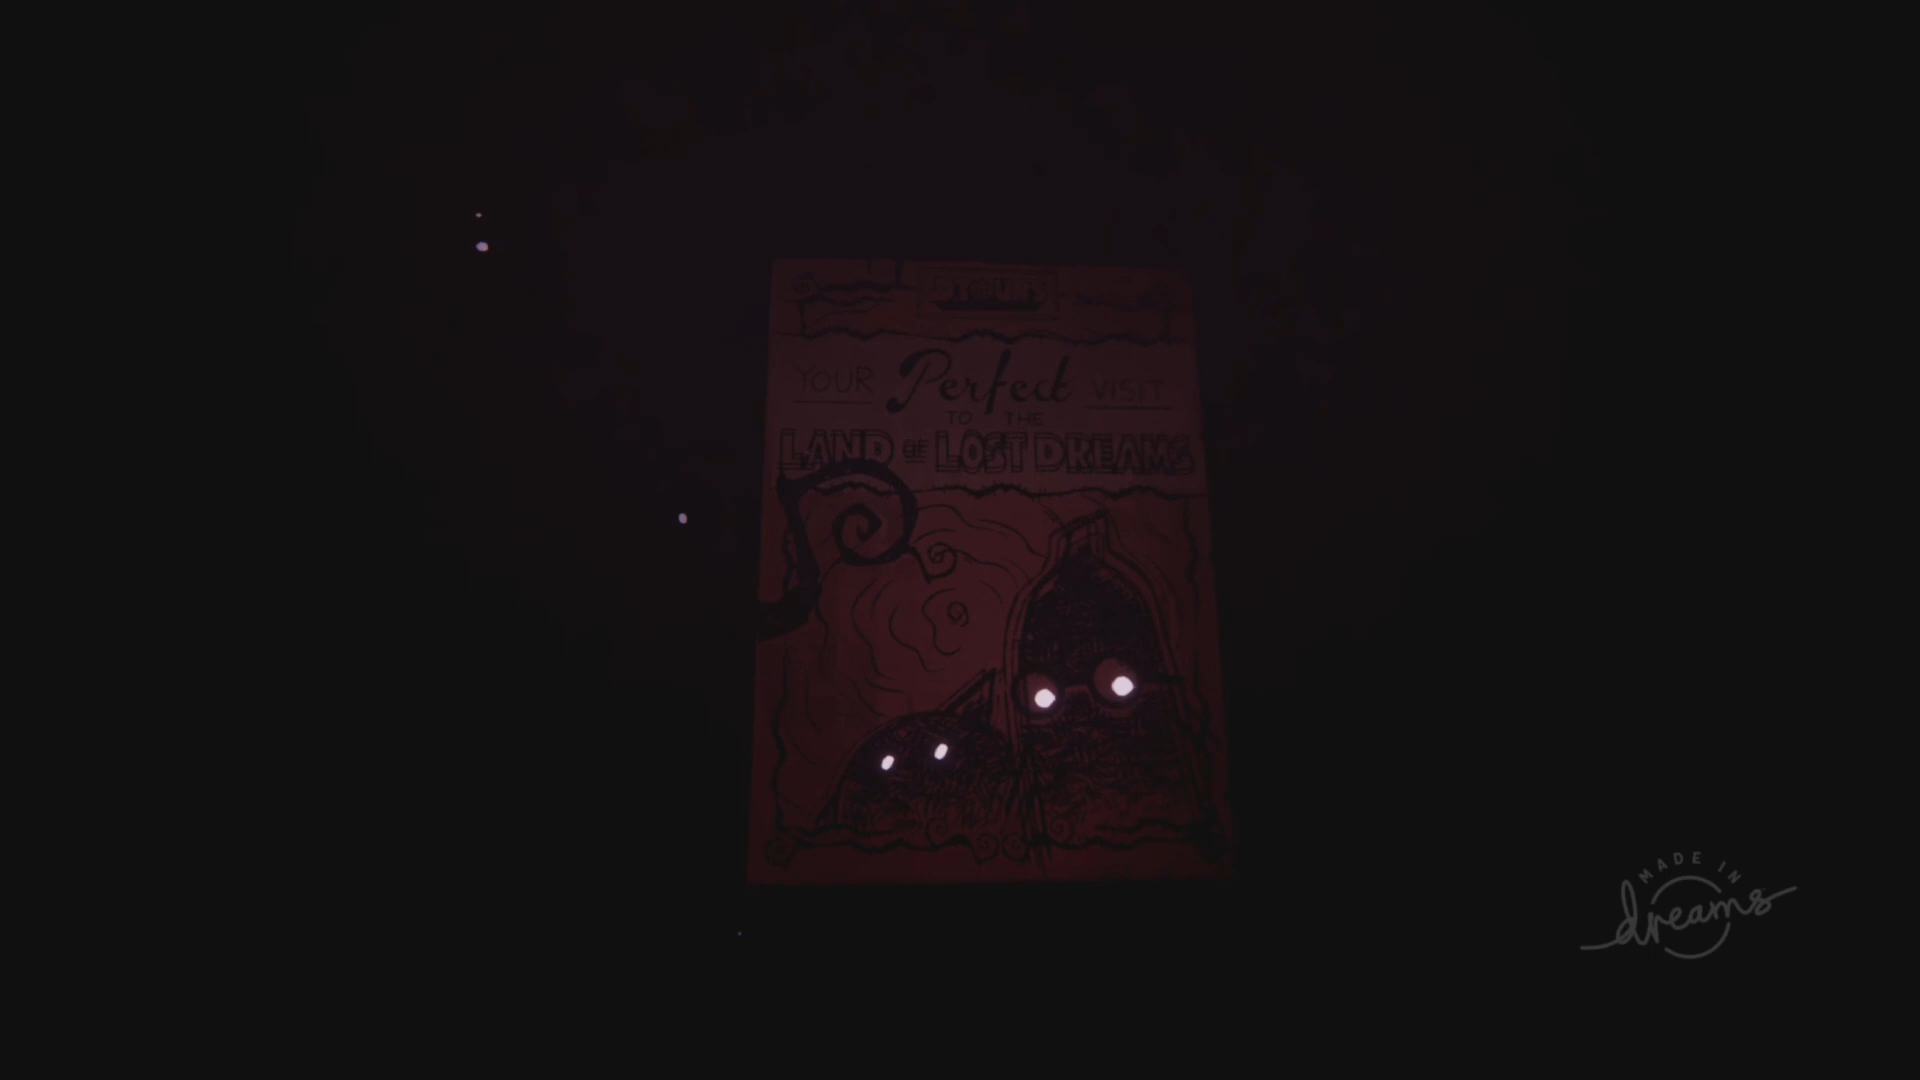 YOUR Perfect VISIT
TO THE
LAND OF LOST DREAMS
MADE IN
dreams